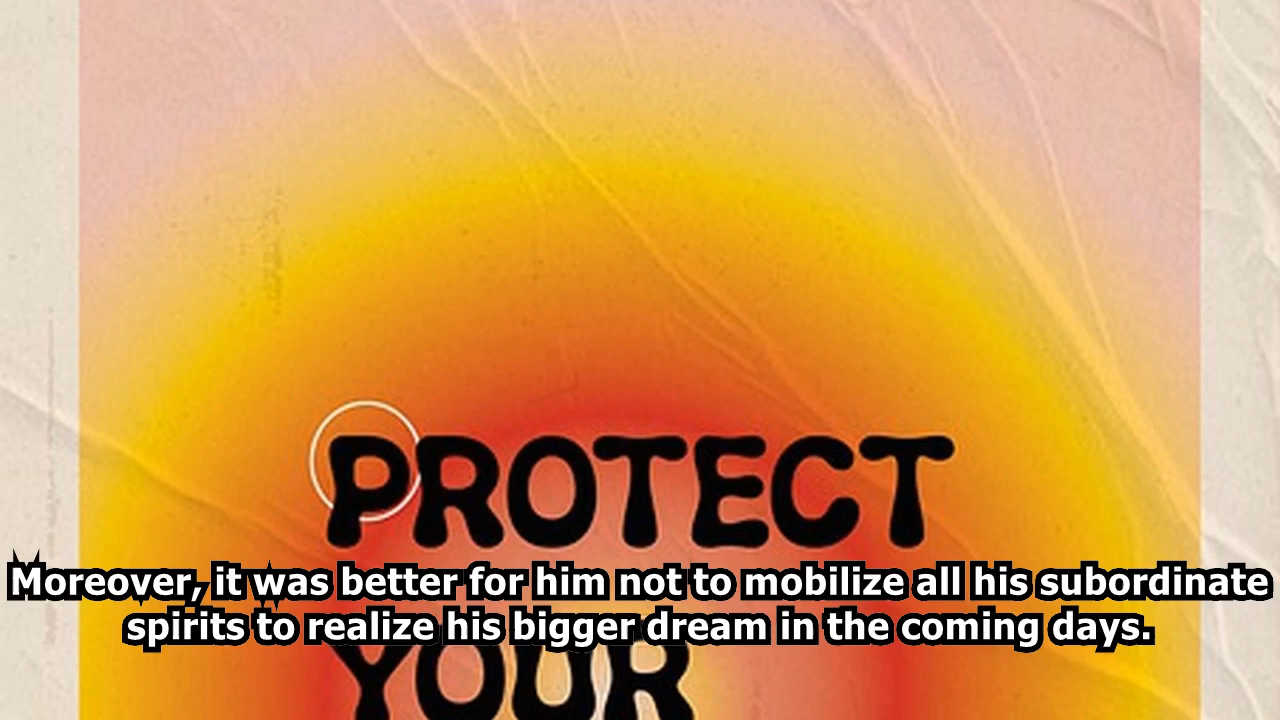 PROTECT
Moreover, it was better for him not to mobilize all his subordinate
spirits to realize his bigger dream in the coming days.
YOUR